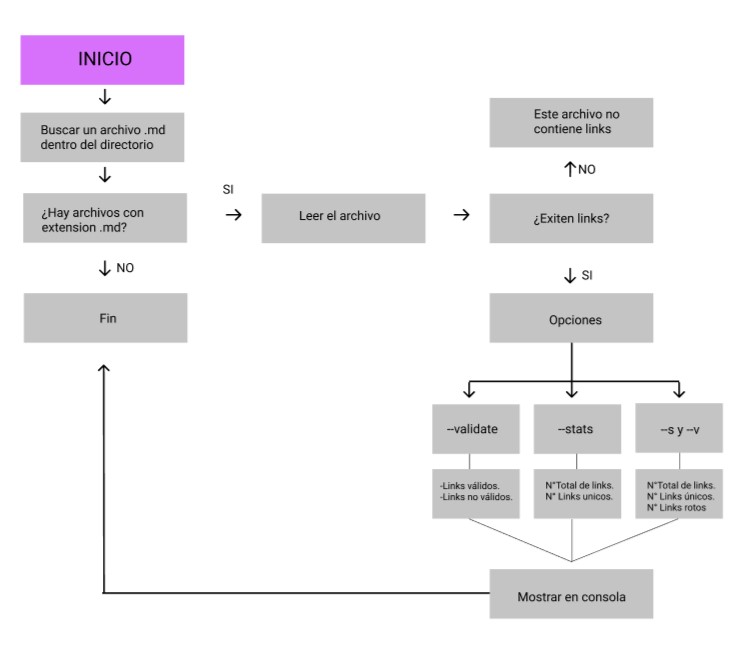 INICIO
Buscar un archivo .md
dentro del directorio
¿Hay archivos con
extension .md?
SI
NO
Fin
Leer el archivo
Este archivo no
contiene links
NO
¿Exiten links?
SI
Opciones
--validate
--stats
--s y --v
-Links válidos.
-Links no válidos.
N°Total de links.
N° Links unicos.
N°Total de links.
N° Links únicos.
N° Links rotos
Mostrar en consola